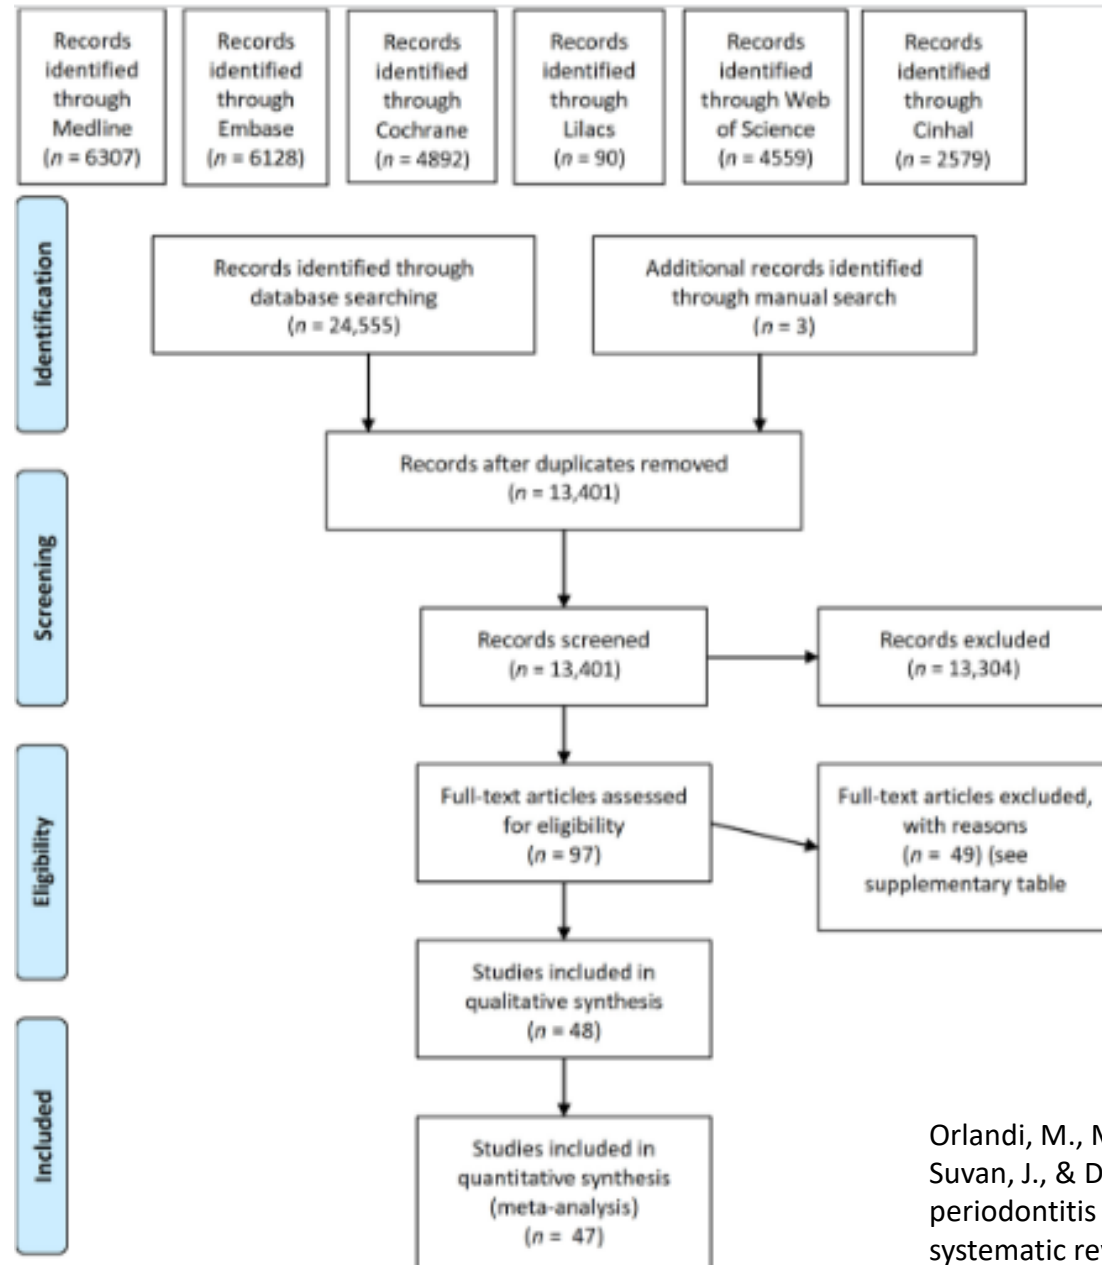 Records
identified
through
Medline
(n = 6307)
Records
identified
through
Embase
(n = 6128)
Records
identified
through
Cochrane
(n = 4892)
Records
identified
through
Lilacs
(n = 90)
Records
identified
through Web
of Science
(n = 4559)
Records
identified
through
Cinhal
(n = 2579)
Identification
Records identified through
database searching
(n = 24,555)
Additional records identified
through manual search
(n = 3)
Records after duplicates removed
(n = 13,401)
Screening
Records screened
(n = 13,401)
Records excluded
(n = 13,304)
Eligibility
Full-text articles assessed
for eligibility
(n = 97)
Full-text articles excluded,
with reasons
(n = 49) (see
supplementary table
Studies included in
qualitative synthesis
(n = 48)
Included
Studies included in
quantitative synthesis
(meta-analysis)
(n = 47)
Orlandi, M.,
Suvan, J., & D
periodontitis
systematic re